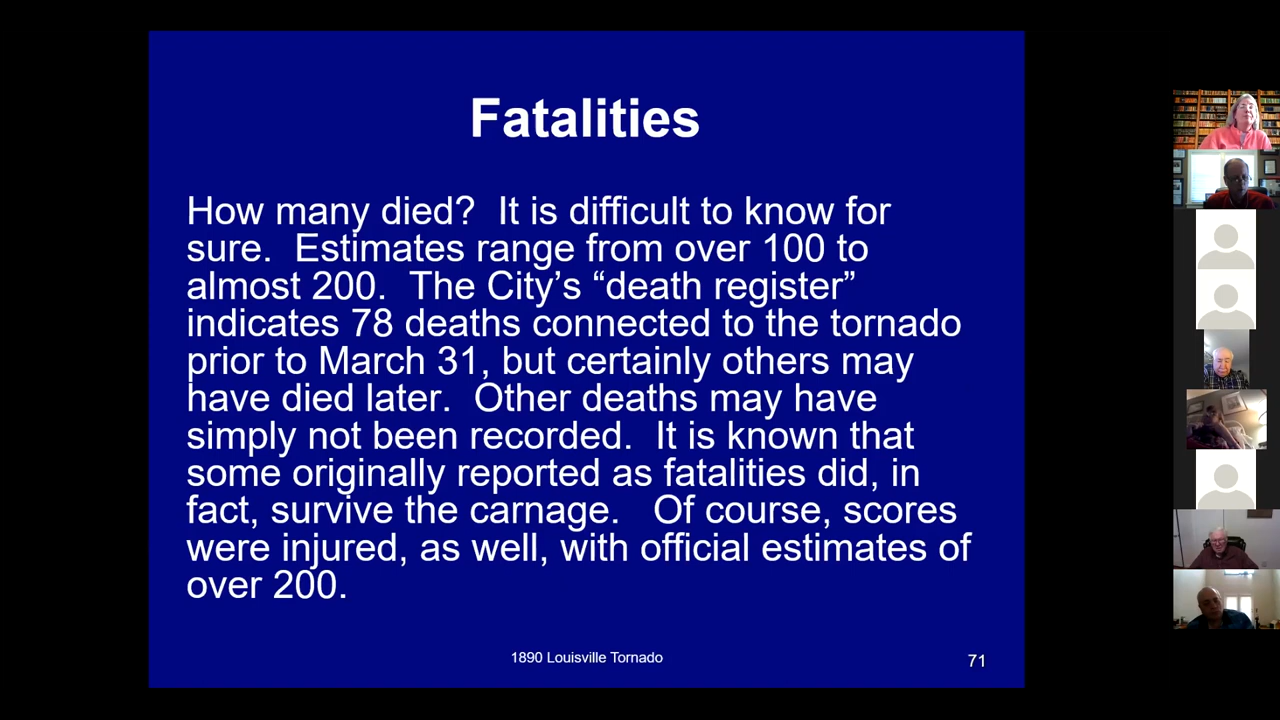 Fatalities
How many died?  It is difficult to know for
sure.  Estimates range from over 100 to
almost 200.  The City’s “death register”
indicates 78 deaths connected to the tornado
prior to March 31, but certainly others may
have died later.  Other deaths may have
simply not been recorded.  It is known that
some originally reported as fatalities did, in
fact, survive the carnage.   Of course, scores
were injured, as well, with official estimates of
over 200.
1890 Louisville Tornado
71